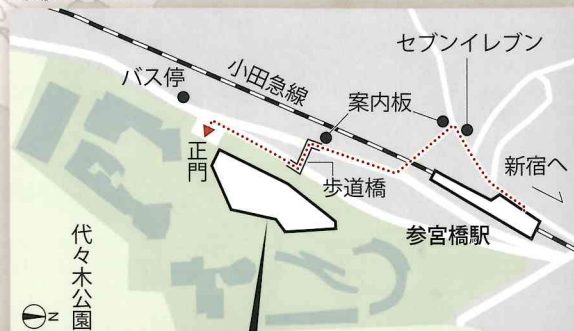 セブンイレブン
バス停
小田急線
案内板
正門
歩道橋
新宿へ
参宮橋駅
代々木公園
N